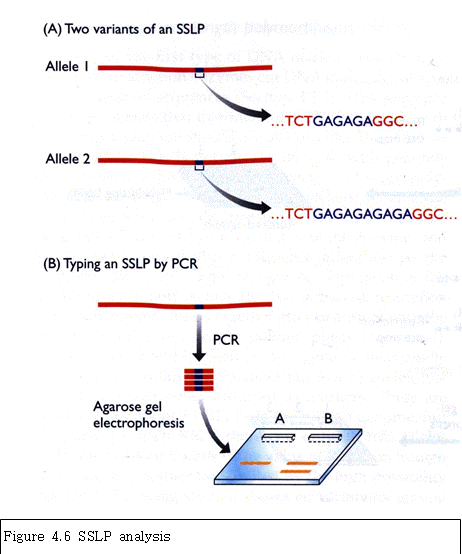 (A) Two variants of an SSLP
Allele 1
...TCTGAGAGAGGC...
Allele 2
...TCTGAGAGAGAGAGGC...
(B) Typing an SSLP by PCR
PCR
Agarose gel
electrophoresis
A B
Figure 4.6 SSLP analysis